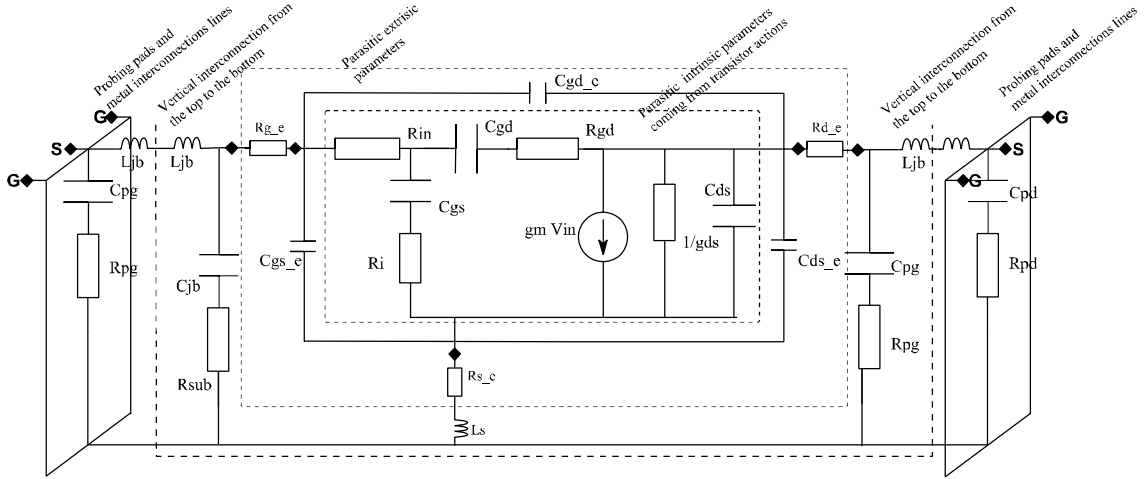 Probing pads and
metal interconnections lines
Vertical interconnection from
the top to the bottom
Parasitic extrisic
parameters
Parasitic intrinsic parameters
coming from transistor actions
Vertical interconnection from
the top to the bottom
Probing pads and
metal interconnections lines
Cgd_c
G
S
G
Ljb
Ljb
Rg_e
Rin
Cgd
Rgd
Rd_e
Ljb
G
S
G
Cpg
Cgs
Cds
Cpd
gm Vin
1/gds
Rpg
Cjb
Cgs_e
Ri
Cds_e
Cpg
Rpd
Rsub
Rs_c
Rpg
Ls